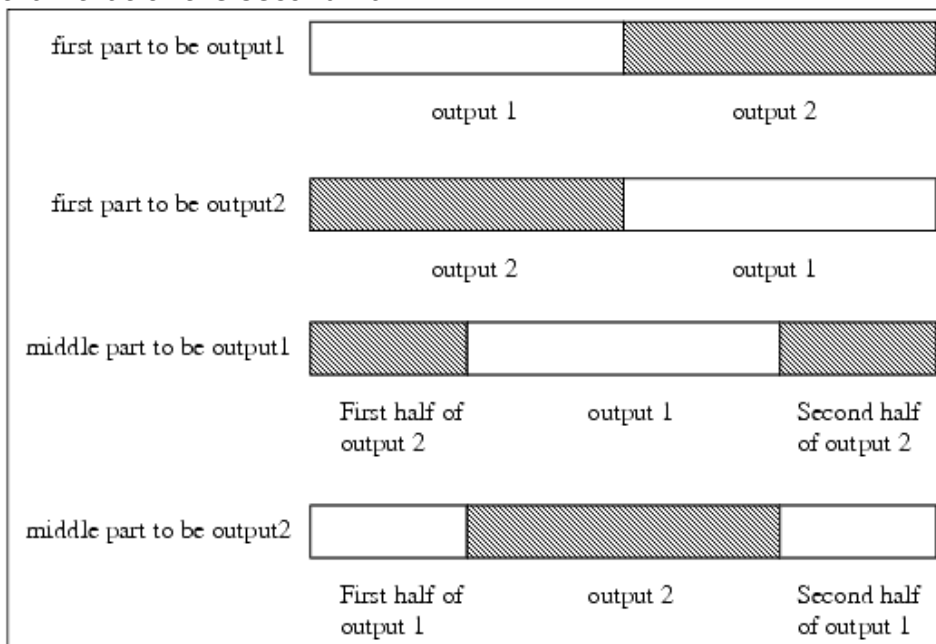 first part to be output1
output 1 output 2
first part to be output2
output 2 output 1
middle part to be output1
First half of output 2
output 1
Second half of output 2
middle part to be output2
First half of output 1
output 2
Second half of output 1